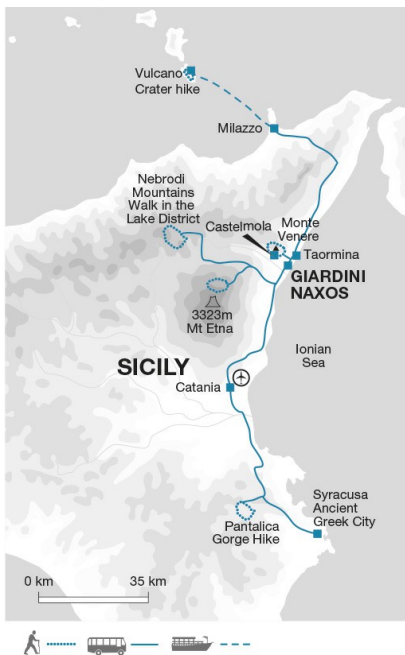 Vulcano
Crater hike
Milazzo
Nebrodi
Mountains
Walk in the
Lake District
Castelmola
Monte
Venere
Taormina
GIARDINI
NAXOS
3323m
Mt Etna
SICILY
Ionian
Sea
Catania
Syracusa
Ancient
Greek City
Pantalica
Gorge Hike
0 km
35 km